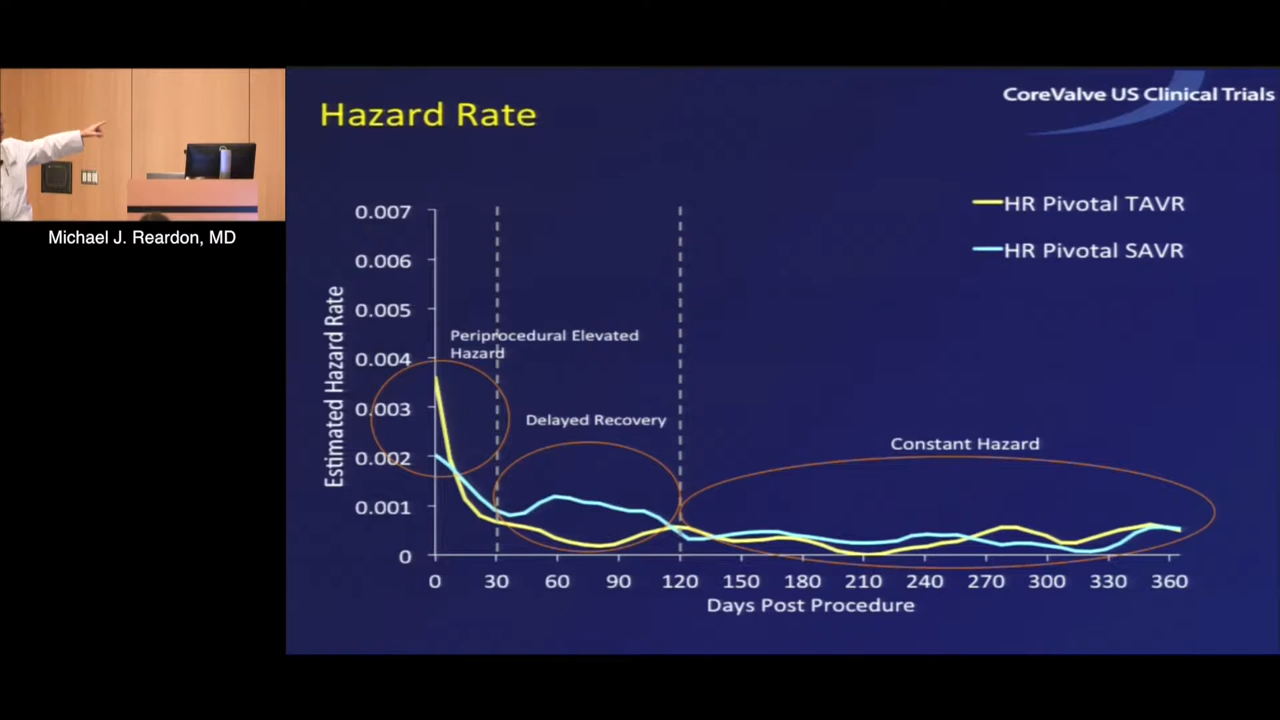 Hazard Rate
CoreValve US Clinical Trials
HR Pivotal TAVR
HR Pivotal SAVR
Michael J. Reardon, MD
Estimated Hazard Rate
0.007
0.006
0.005
0.004
0.003
0.002
0.001
0
Periprocedural Elevated
Hazard
Delayed Recovery
Constant Hazard
0 30 60 90 120 150 180 210 240 270 300 330 360
Days Post Procedure